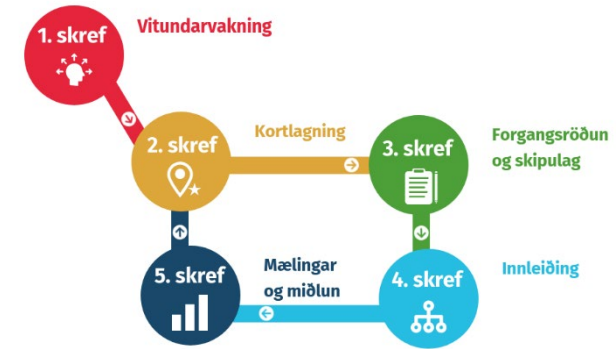 1. skref
Vitundarvakning
2. skref
Kortlagning
3. skref
Forgangsröðun
og skipulag
4. skref
Innleiðing
5. skref
Mælingar
og miðlun